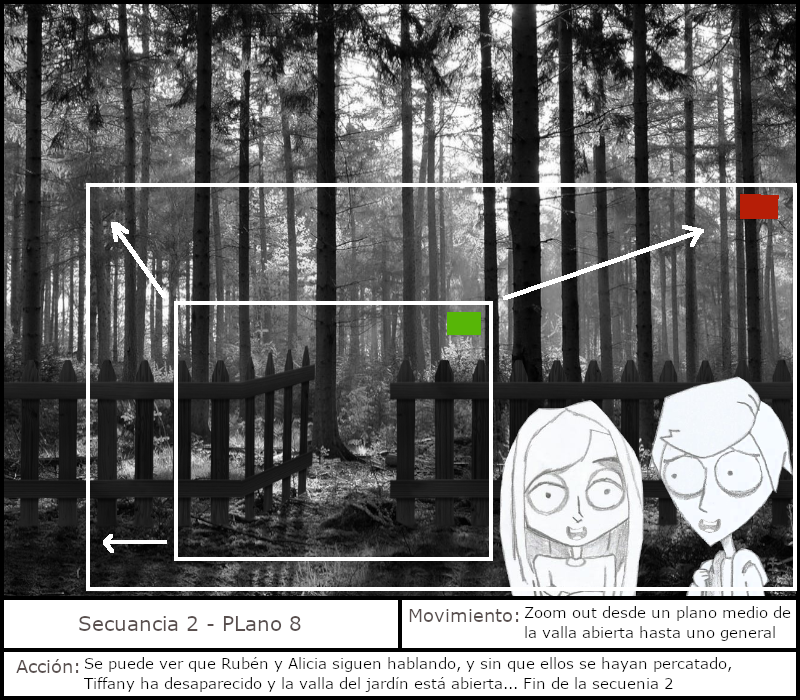 Secuancia 2 - PLano 8
Movimiento: Zoom out desde un plano medio de
la valla abierta hasta uno general
Acción: Se puede ver que Rubén y Alicia siguen hablando, y sin que ellos se hayan percatado,
Tiffany ha desaparecido y la valla del jardín está abierta... Fin de la secuenia 2